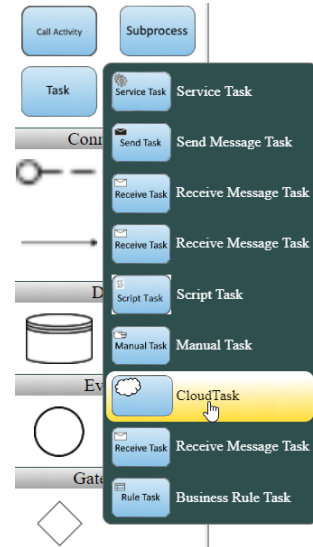 Call Activity
Subprocess
Task
Service Task
Service Task
Conn
Send Task
Send Message Task
Receive Task
Receive Message Task
Receive Task
Receive Message Task
D
Script Task
Script Task
Manual Task
Manual Task
Ev
CloudTask
Receive Task
Receive Message Task
Gate
Rule Task
Business Rule Task